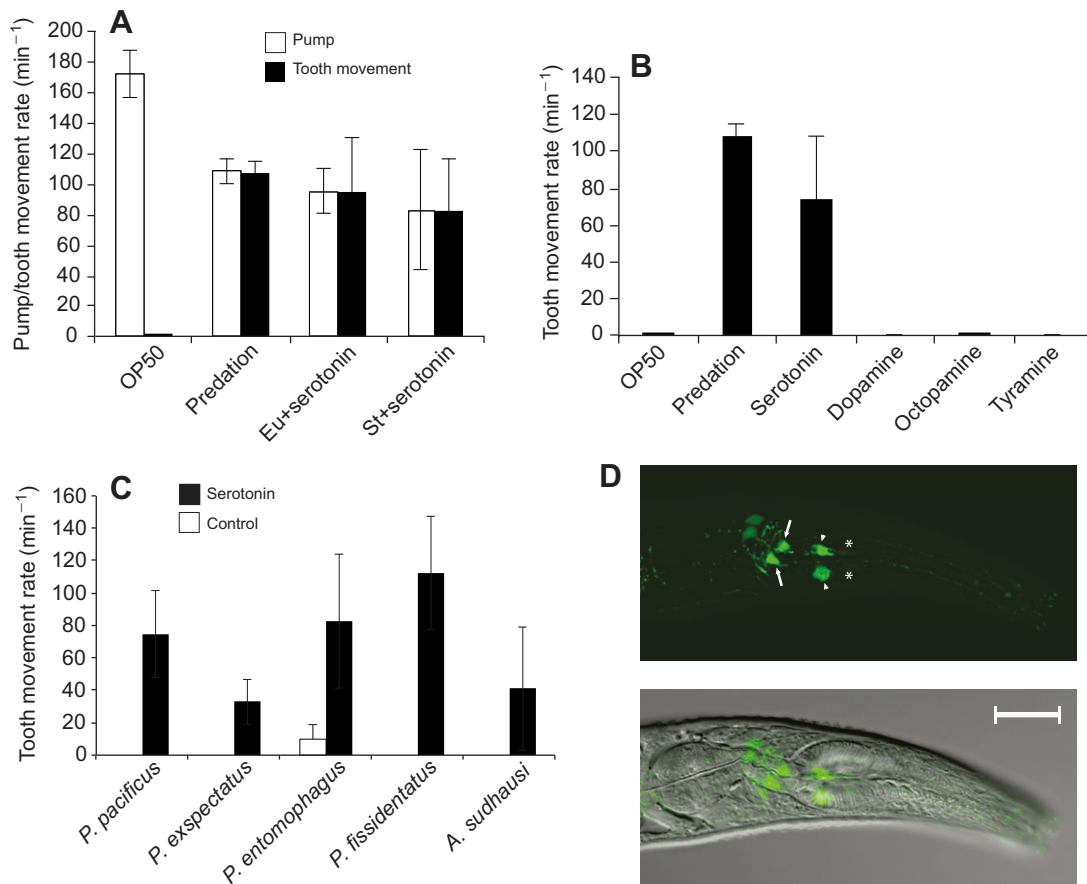 A
Pump/tooth movement rate (min⁻¹)
200
180
160
140
120
100
80
60
40
20
0
Pump
Tooth movement
OP50
Predation
Eu+serotonin
St+serotonin
B
Tooth movement rate (min⁻¹)
140
120
100
80
60
40
20
0
OP50
Predation
Serotonin
Dopamine
Octopamine
Tyramine
C
Tooth movement rate (min⁻¹)
160
140
120
100
80
60
40
20
0
Serotonin
Control
P. pacificus
P. exspectatus
P. entomophagus
P. fissidentatus
A. sudhausi
D
*
*